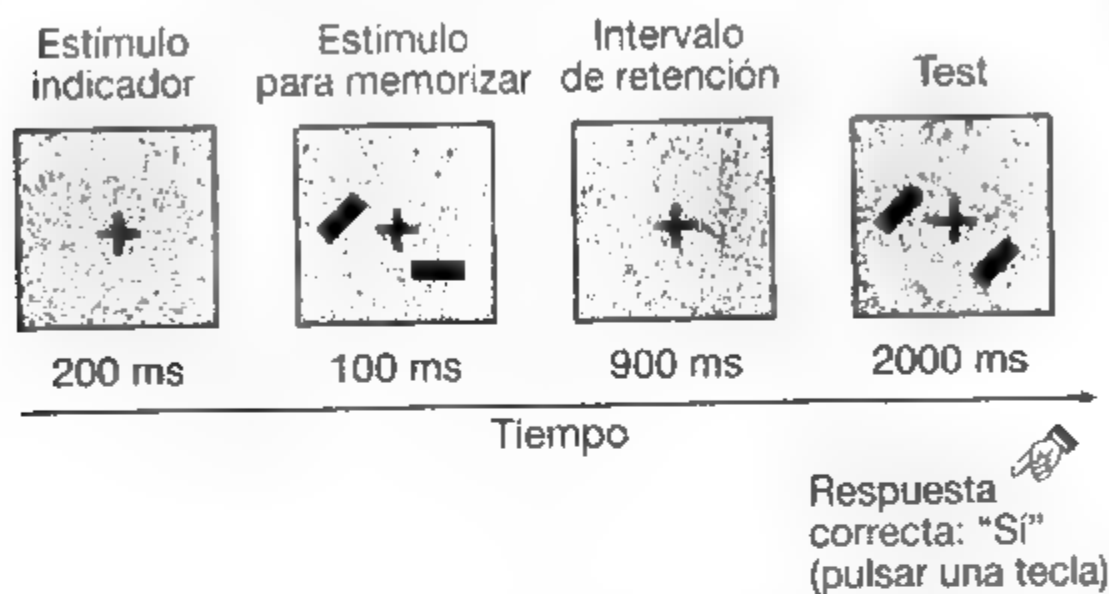 Estímulo
indicador
Estímulo
para memorizar
Intervalo
de retención
Test
200 ms
100 ms
900 ms
2000 ms
Tiempo
Respuesta
correcta: “Sí”
(pulsar una tecla)